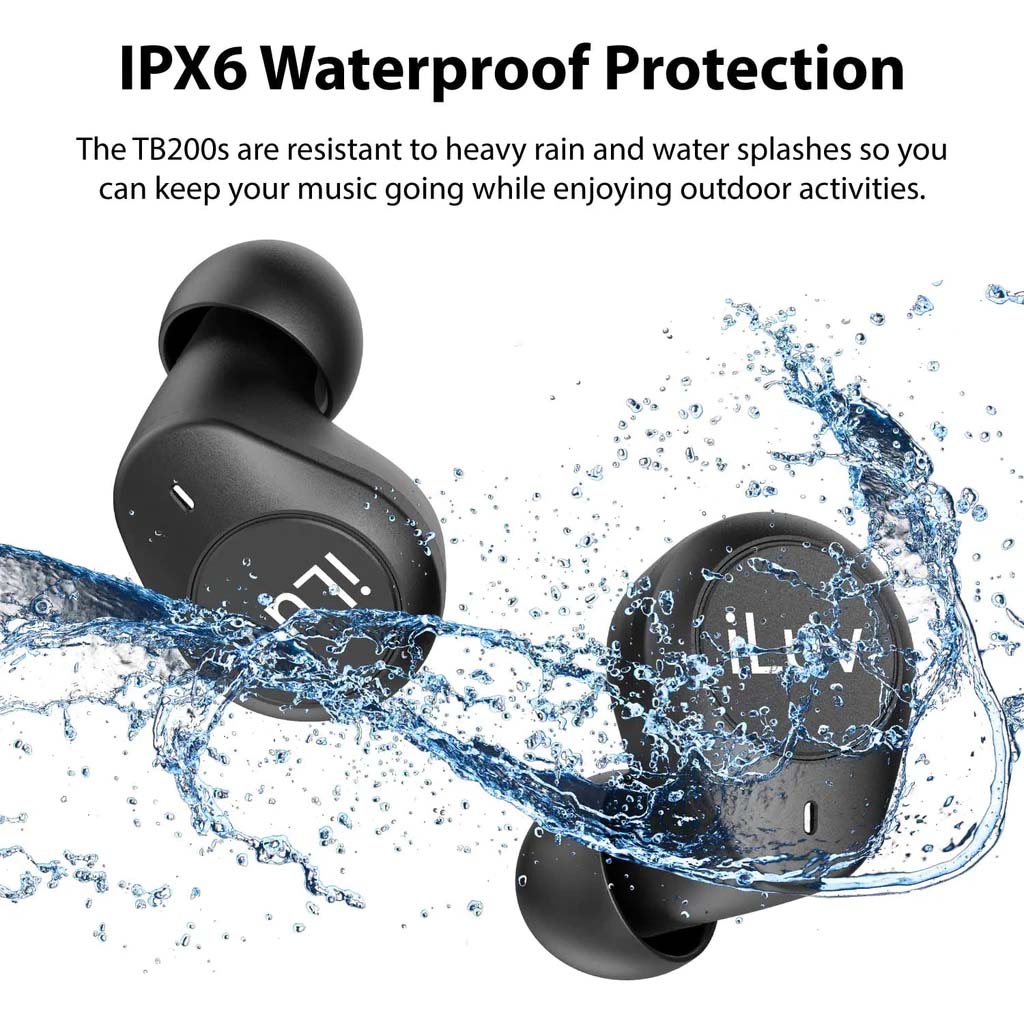 IPX6 Waterproof Protection
The TB200s are resistant to heavy rain and water splashes so you
can keep your music going while enjoying outdoor activities.
iLuv
iLuv